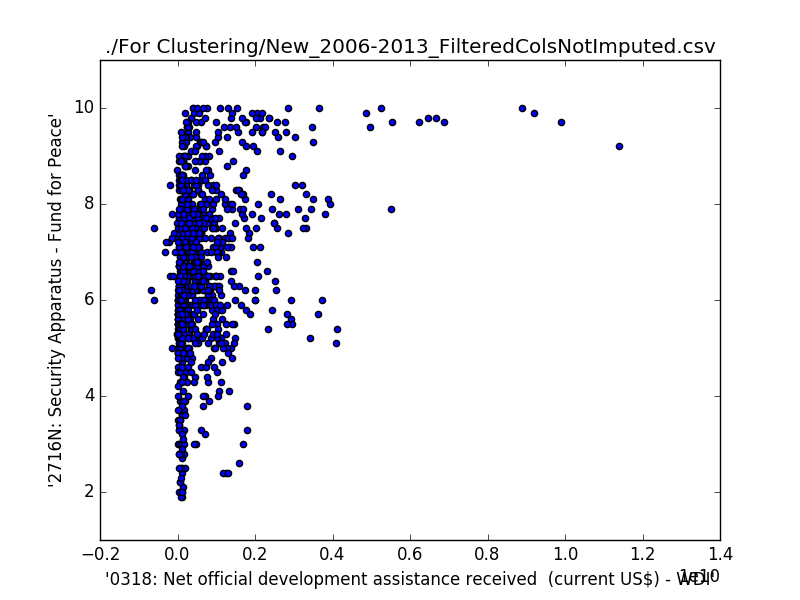 ./For Clustering/New_2006-2013_FilteredColsNotImputed.csv
'2716N: Security Apparatus - Fund for Peace'
10
8
6
4
2
−0.2 0.0 0.2 0.4 0.6 0.8 1.0 1.2 1.4
1e10
'0318: Net official development assistance received  (current US$) - WDI'